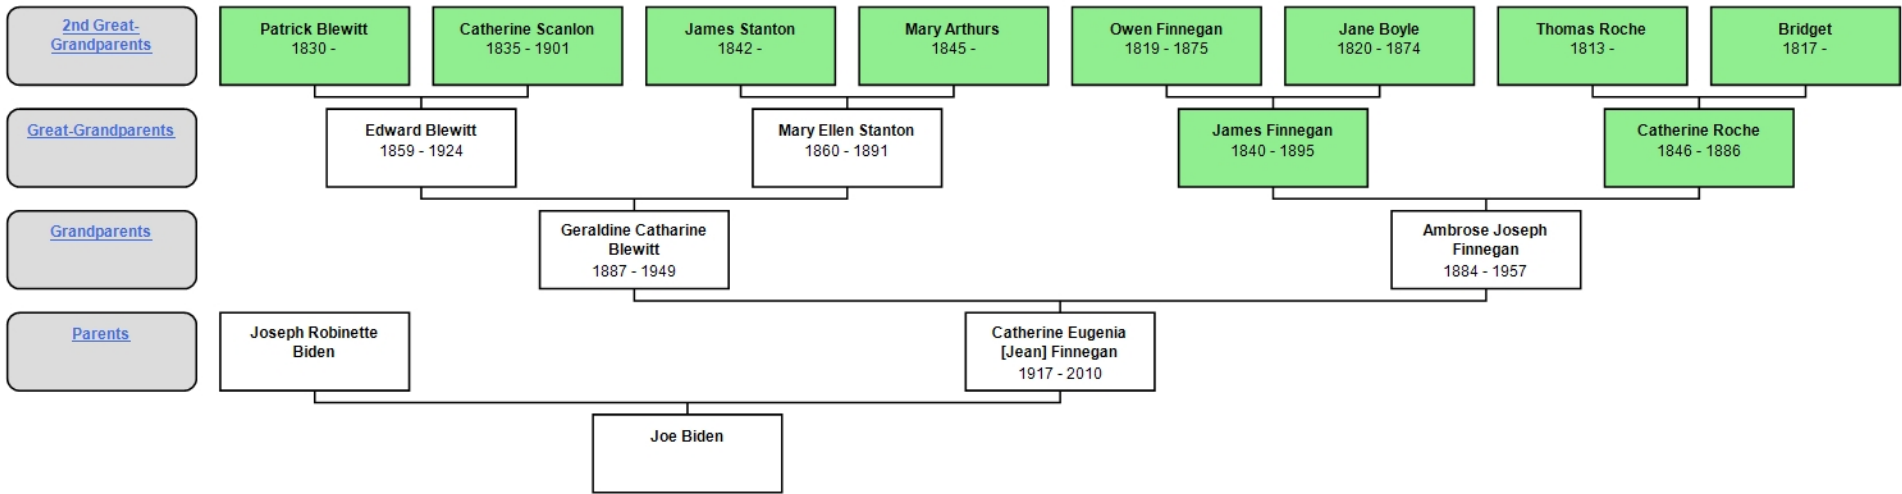 2nd Great-
Grandparents
Patrick Blewitt
1830 -
Catherine Scanlon
1835 - 1901
James Stanton
1842 -
Mary Arthurs
1845 -
Owen Finnegan
1819 - 1875
Jane Boyle
1820 - 1874
Thomas Roche
1813 -
Bridget
1817 -
Great-Grandparents
Edward Blewitt
1859 - 1924
Mary Ellen Stanton
1860 - 1891
James Finnegan
1840 - 1895
Catherine Roche
1846 - 1886
Grandparents
Geraldine Catharine
Blewitt
1887 - 1949
Ambrose Joseph
Finnegan
1884 - 1957
Parents
Joseph Robinette
Biden
Catherine Eugenia
[Jean] Finnegan
1917 - 2010
Joe Biden